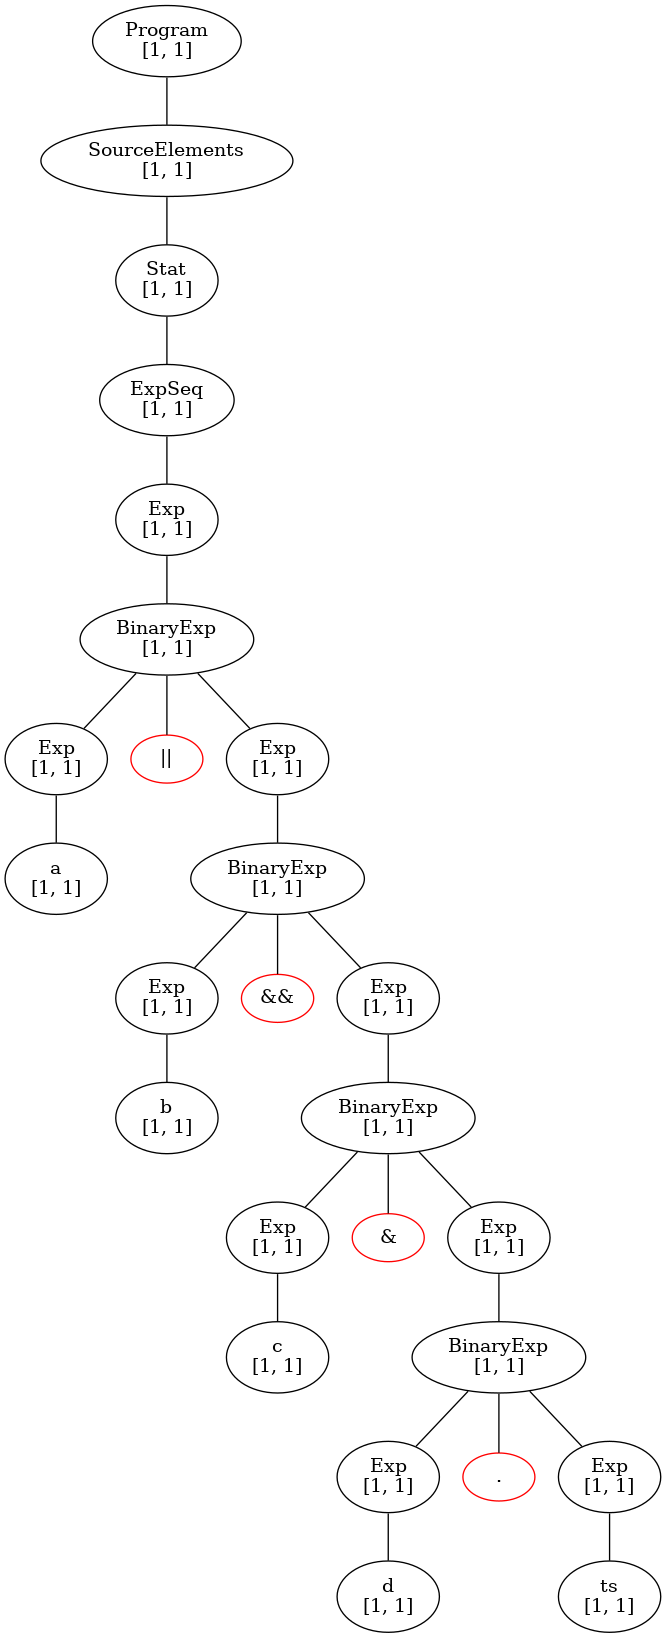 Program
[1, 1]
SourceElements
[1, 1]
Stat
[1, 1]
ExpSeq
[1, 1]
Exp
[1, 1]
BinaryExp
[1, 1]
Exp
[1, 1]
||
Exp
[1, 1]
a
[1, 1]
BinaryExp
[1, 1]
Exp
[1, 1]
&&
Exp
[1, 1]
b
[1, 1]
BinaryExp
[1, 1]
Exp
[1, 1]
&
Exp
[1, 1]
c
[1, 1]
BinaryExp
[1, 1]
Exp
[1, 1]
.
Exp
[1, 1]
d
[1, 1]
ts
[1, 1]